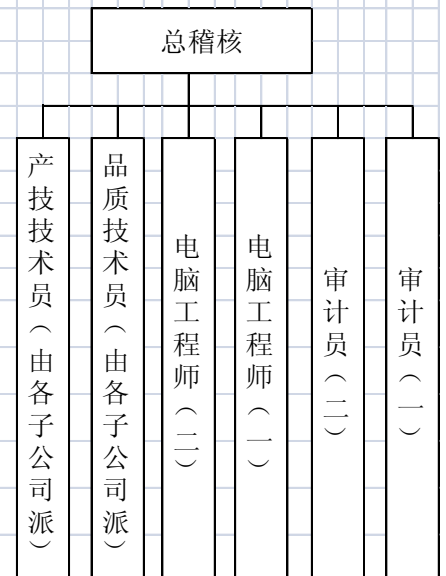 总稽核
产技技术员（由各子公司派）
品质技术员（由各子公司派）
电脑工程师（二）
电脑工程师（一）
审计员（二）
审计员（一）